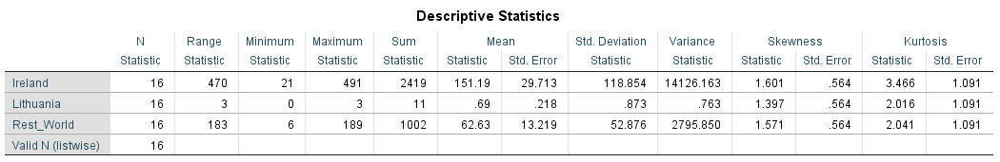 Descriptive Statistics
N Range Minimum Maximum Sum Mean Std. Deviation Variance Skewness Kurtosis
Statistic Statistic Statistic Statistic Statistic Statistic Std. Error Statistic Statistic Statistic Std. Error Statistic Std. Error
Ireland 16 470 21 491 2419 151.19 29.713 118.854 14126.163 1.601 .564 3.466 1.091
Lithuania 16 3 0 3 11 .69 .218 .873 .763 1.397 .564 2.016 1.091
Rest_World 16 183 6 189 1002 62.63 13.219 52.876 2795.850 1.571 .564 2.041 1.091
Valid N (listwise) 16